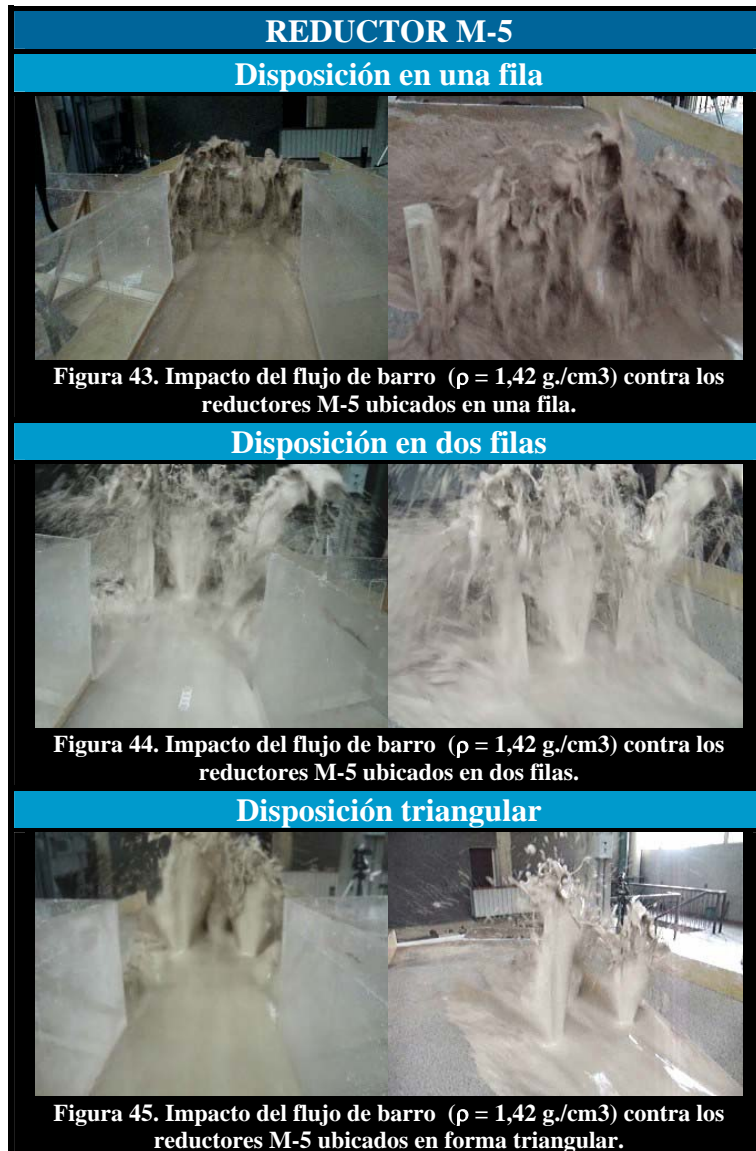 REDUCTOR M-5
Disposición en una fila
Figura 43. Impacto del flujo de barro (ρ = 1,42 g./cm3) contra los
reductores M-5 ubicados en una fila.
Disposición en dos filas
Figura 44. Impacto del flujo de barro (ρ = 1,42 g./cm3) contra los
reductores M-5 ubicados en dos filas.
Disposición triangular
Figura 45. Impacto del flujo de barro (ρ = 1,42 g./cm3) contra los
reductores M-5 ubicados en forma triangular.